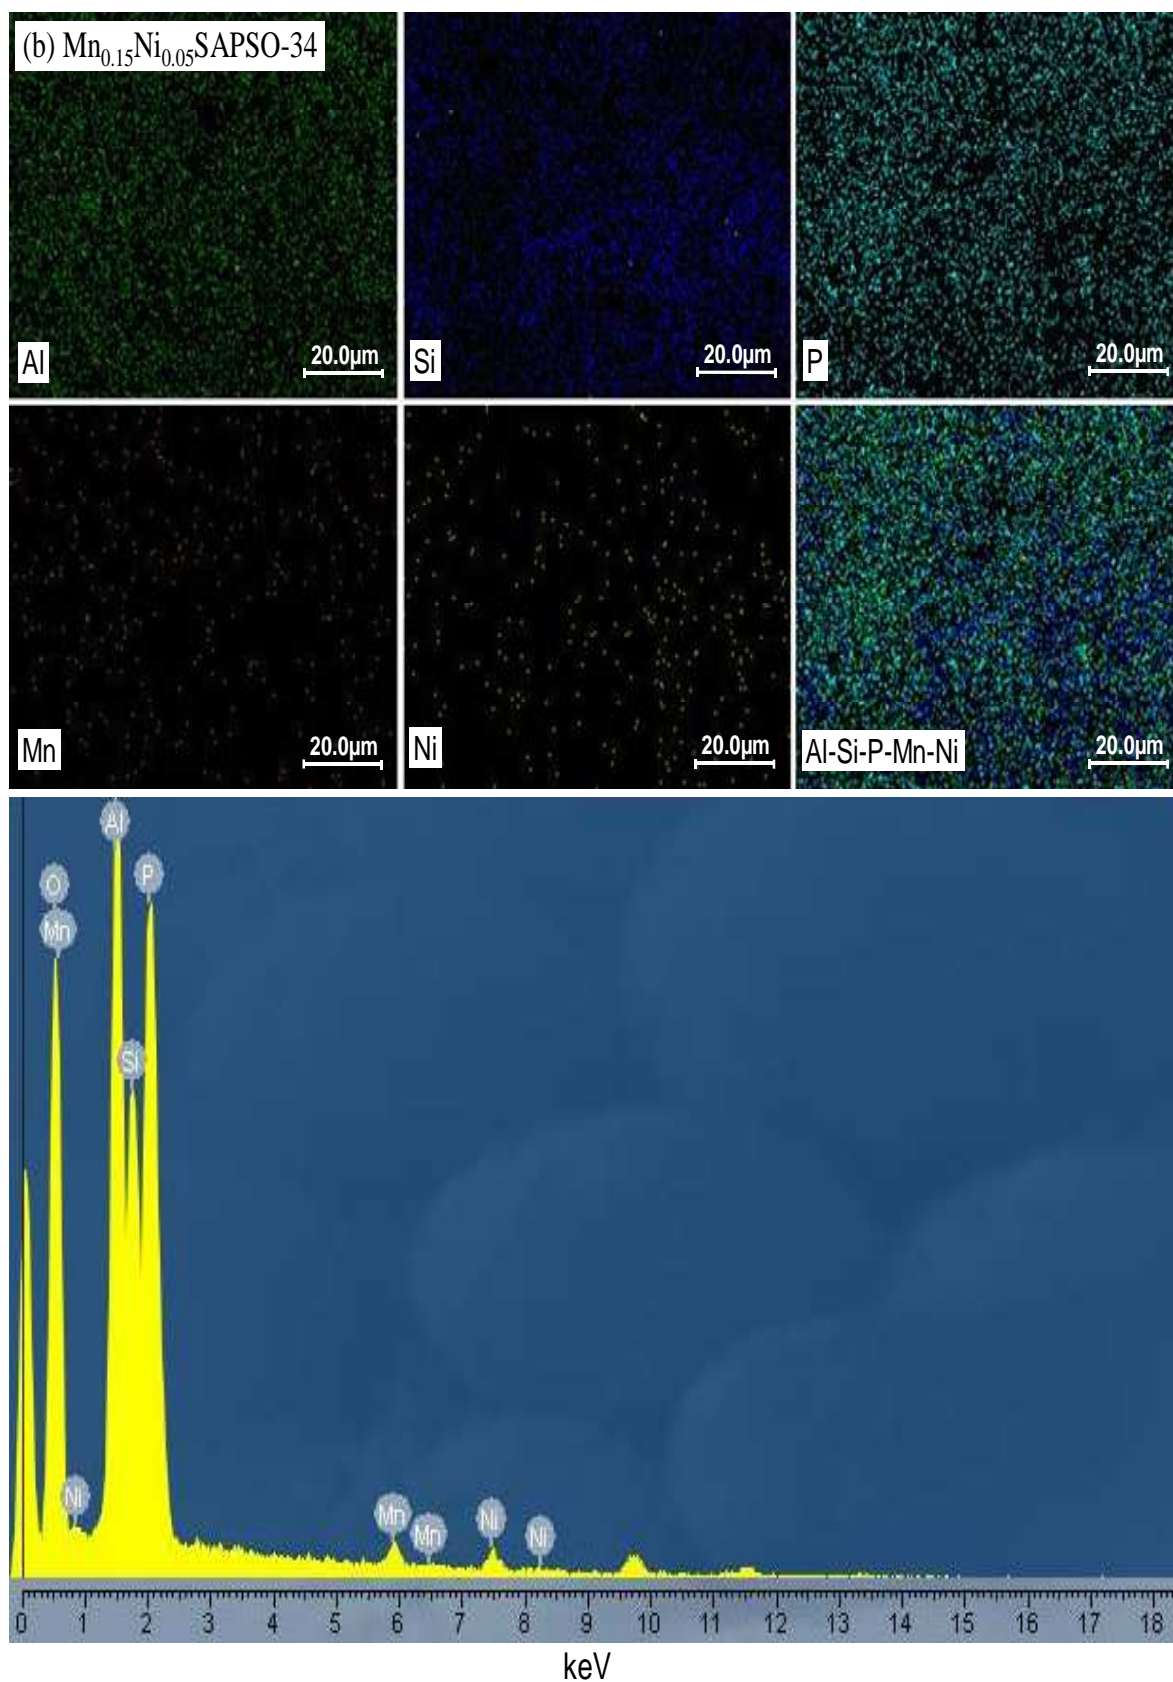 (b) Mn0.15Ni0.05SAPSO-34
Al 20.0µm
Si 20.0µm
P 20.0µm
Mn 20.0µm
Ni 20.0µm
Al-Si-P-Mn-Ni 20.0µm
Al
P
O
Mn
Si
Ni
Mn
Mn
Ni
Ni
0 1 2 3 4 5 6 7 8 9 10 11 12 13 14 15 16 17 18
keV